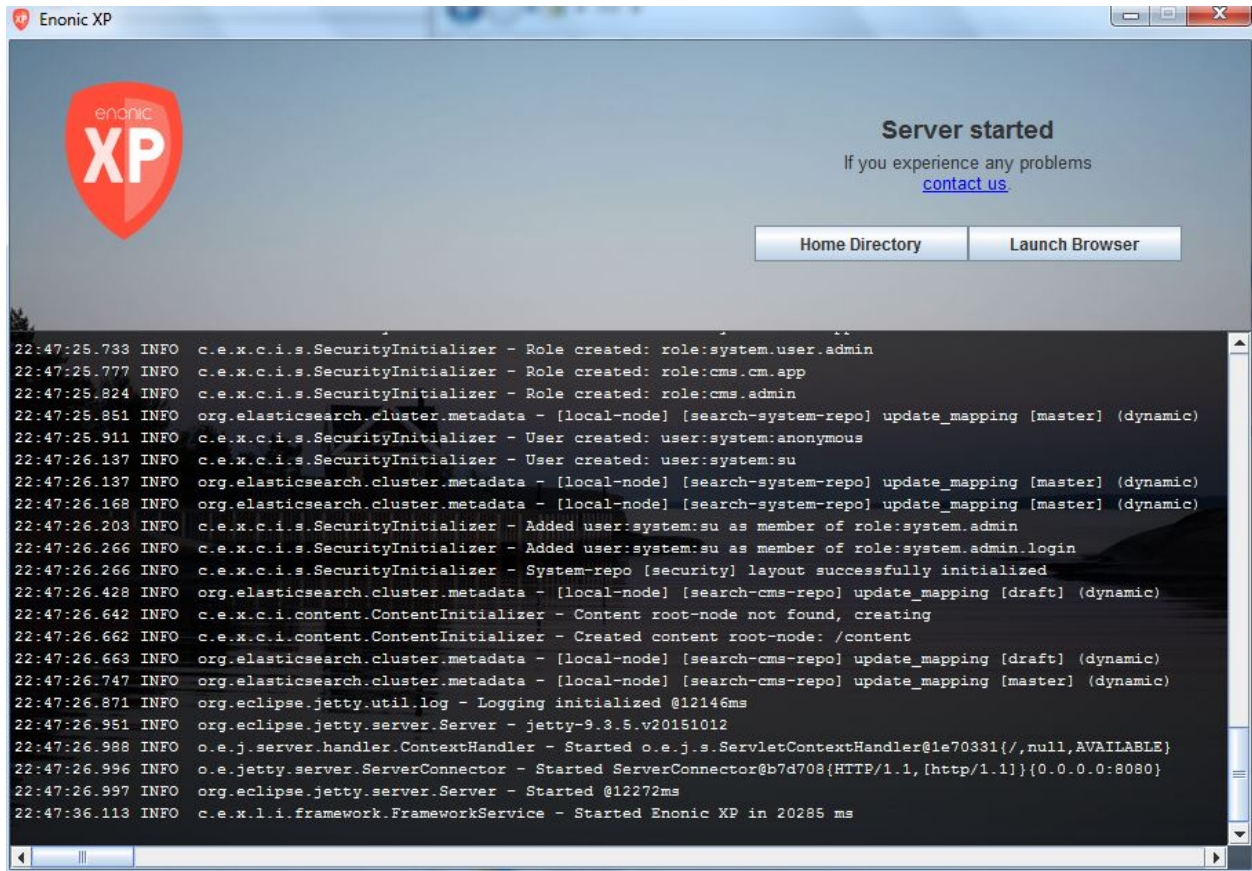 Enonic XP
enonic
XP
Server started
If you experience any problems
contact us.
Home Directory
Launch Browser
22:47:25.733 INFO c.e.x.c.i.s.SecurityInitializer - Role created: role:system.user.admin
22:47:25.777 INFO c.e.x.c.i.s.SecurityInitializer - Role created: role:cms.cm.app
22:47:25.824 INFO c.e.x.c.i.s.SecurityInitializer - Role created: role:cms.admin
22:47:25.851 INFO org.elasticsearch.cluster.metadata - [local-node] [search-system-repo] update_mapping [master] (dynamic)
22:47:25.911 INFO c.e.x.c.i.s.SecurityInitializer - User created: user:system:anonymous
22:47:26.137 INFO c.e.x.c.i.s.SecurityInitializer - User created: user:system:su
22:47:26.137 INFO org.elasticsearch.cluster.metadata - [local-node] [search-system-repo] update_mapping [master] (dynamic)
22:47:26.168 INFO org.elasticsearch.cluster.metadata - [local-node] [search-system-repo] update_mapping [master] (dynamic)
22:47:26.203 INFO c.e.x.c.i.s.SecurityInitializer - Added user:system:su as member of role:system.admin
22:47:26.266 INFO c.e.x.c.i.s.SecurityInitializer - Added user:system:su as member of role:system.admin.login
22:47:26.266 INFO c.e.x.c.i.s.SecurityInitializer - System-repo [security] layout successfully initialized
22:47:26.428 INFO org.elasticsearch.cluster.metadata - [local-node] [search-cms-repo] update_mapping [draft] (dynamic)
22:47:26.642 INFO c.e.x.c.i.content.ContentInitializer - Content root-node not found, creating
22:47:26.662 INFO c.e.x.c.i.content.ContentInitializer - Created content root-node: /content
22:47:26.663 INFO org.elasticsearch.cluster.metadata - [local-node] [search-cms-repo] update_mapping [draft] (dynamic)
22:47:26.747 INFO org.elasticsearch.cluster.metadata - [local-node] [search-cms-repo] update_mapping [master] (dynamic)
22:47:26.871 INFO org.eclipse.jetty.util.log - Logging initialized @12146ms
22:47:26.951 INFO org.eclipse.jetty.server.Server - jetty-9.3.5.v20151012
22:47:26.988 INFO o.e.j.server.handler.ContextHandler - Started o.e.j.s.ServletContextHandler@1e70331{/,null,AVAILABLE}
22:47:26.996 INFO o.e.jetty.server.ServerConnector - Started ServerConnector@b7d708{HTTP/1.1,[http/1.1]}{0.0.0.0:8080}
22:47:26.997 INFO org.eclipse.jetty.server.Server - Started @12272ms
22:47:36.113 INFO c.e.x.l.i.framework.FrameworkService - Started Enonic XP in 20285 ms